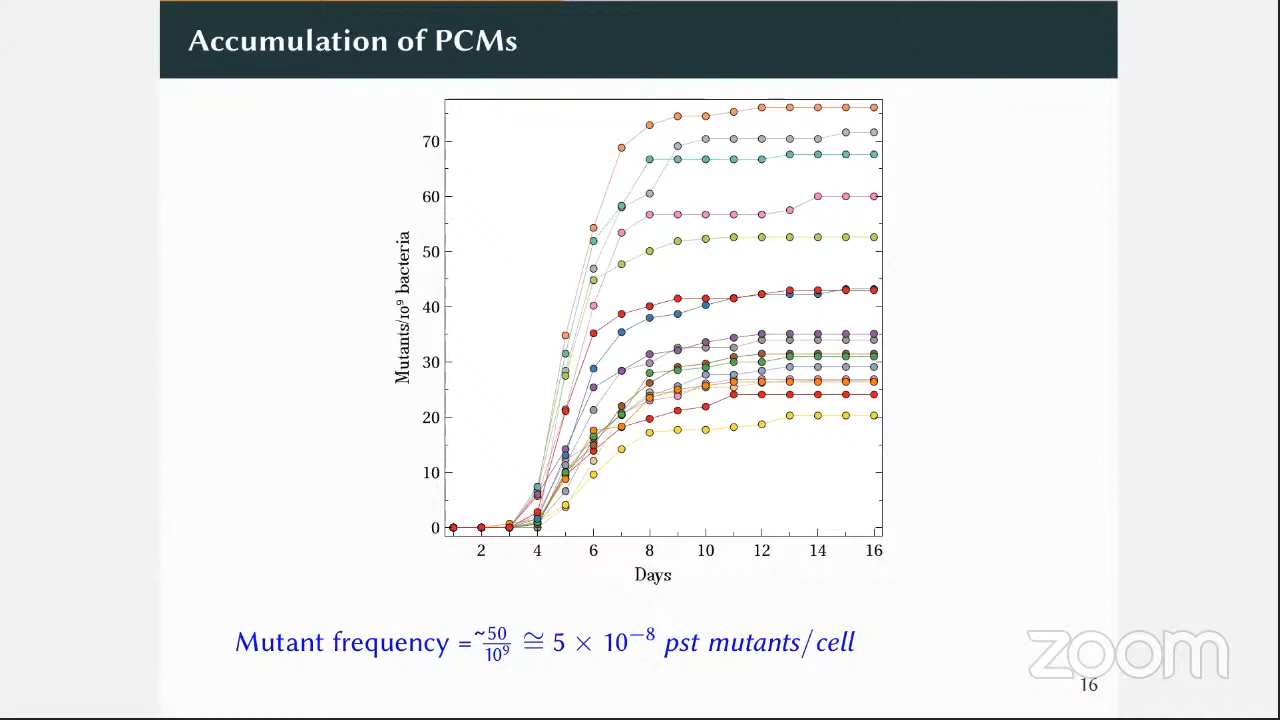 Accumulation of PCMs
70
60
50
40
30
20
10
0
Mutants/10⁹ bacteria
2 4 6 8 10 12 14 16
Days
Mutant frequency = ~50/10⁹ ≅ 5 × 10⁻⁸ pst mutants/cell
zoom
16